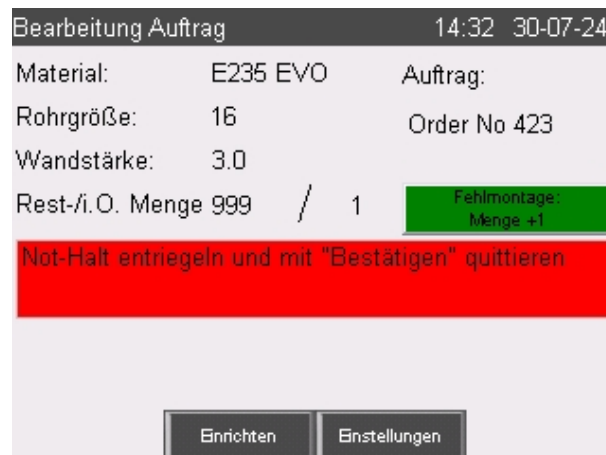 Bearbeitung Auftrag 14:32 30-07-24
Material: E235 EVO Auftrag:
Rohrgröße: 16 Order No 423
Wandstärke: 3.0
Rest-/i.O. Menge 999 / 1 Fehlmontage:
Menge +1
Not-Halt entriegeln und mit "Bestätigen" quittieren
Einrichten Einstellungen